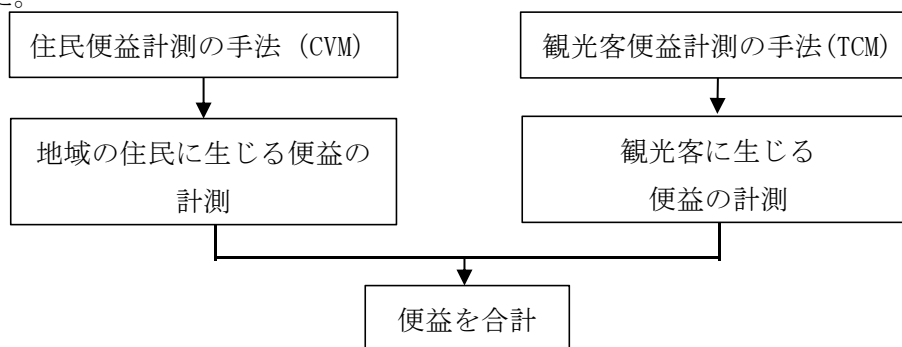 た。
住民便益計測の手法 (CVM)
観光客便益計測の手法(TCM)
地域の住民に生じる便益の
計測
観光客に生じる
便益の計測
便益を合計